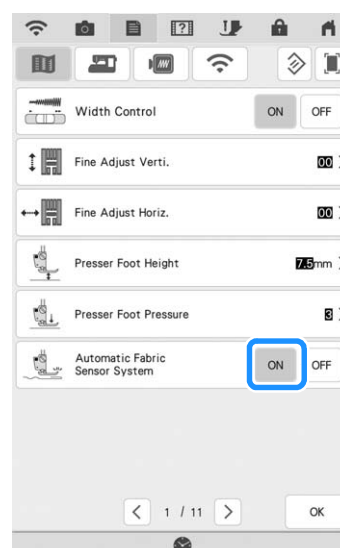 Width Control ON OFF
Fine Adjust Verti. 00
Fine Adjust Horiz. 00
Presser Foot Height 7.5mm
Presser Foot Pressure 3
Automatic Fabric
Sensor System ON OFF
1 / 11 OK